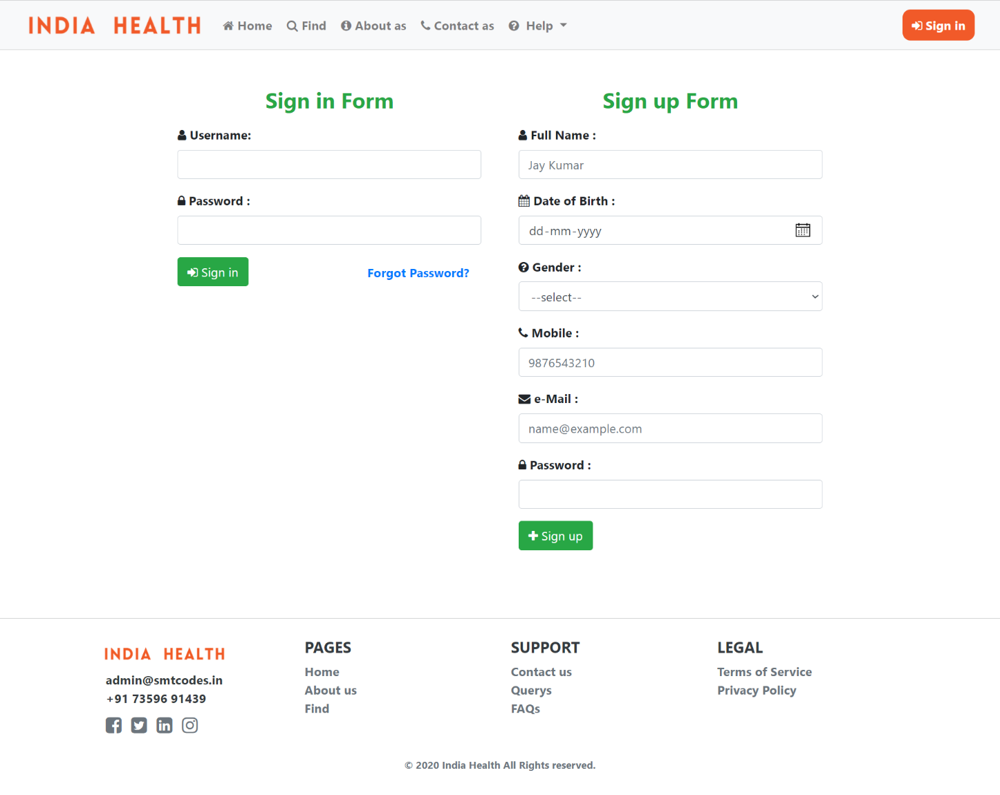 INDIA HEALTH Home Find About as Contact as Help Sign in
Sign in Form
Username:
Password :
Sign in Forgot Password?
Sign up Form
Full Name :
Jay Kumar
Date of Birth :
dd-mm-yyyy
Gender :
--select--
Mobile :
9876543210
e-Mail :
name@example.com
Password :
Sign up
INDIA HEALTH
admin@smtcodes.in
+91 73596 91439
PAGES
Home
About us
Find
SUPPORT
Contact us
Querys
FAQs
LEGAL
Terms of Service
Privacy Policy
© 2020 India Health All Rights reserved.